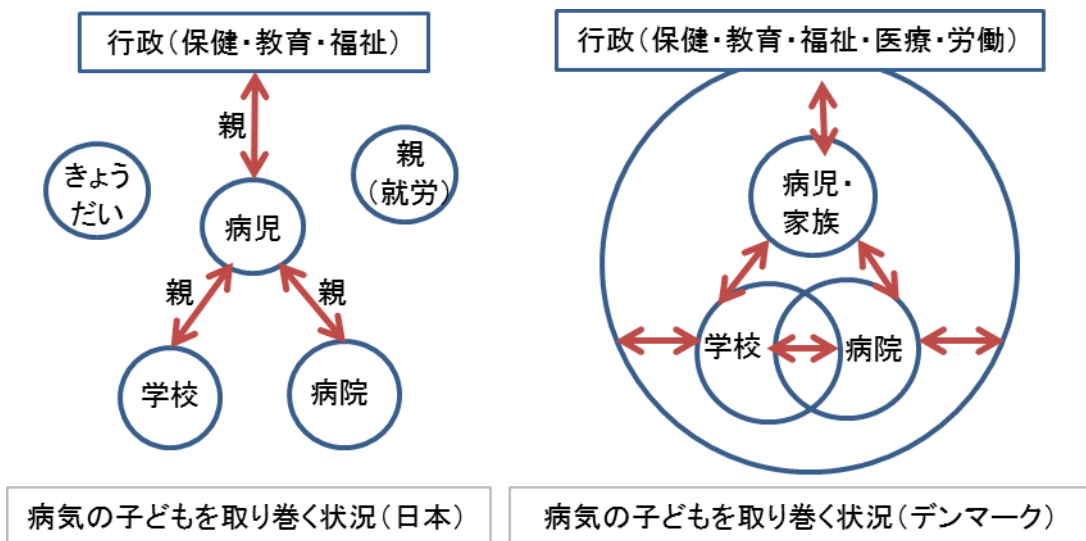 行政(保健・教育・福祉)
親
きょう
だい
親
(就労)
病児
親
親
学校
病院
病気の子どもを取り巻く状況(日本)
行政(保健・教育・福祉・医療・労働)
病児・
家族
学校
病院
病気の子どもを取り巻く状況(デンマーク)